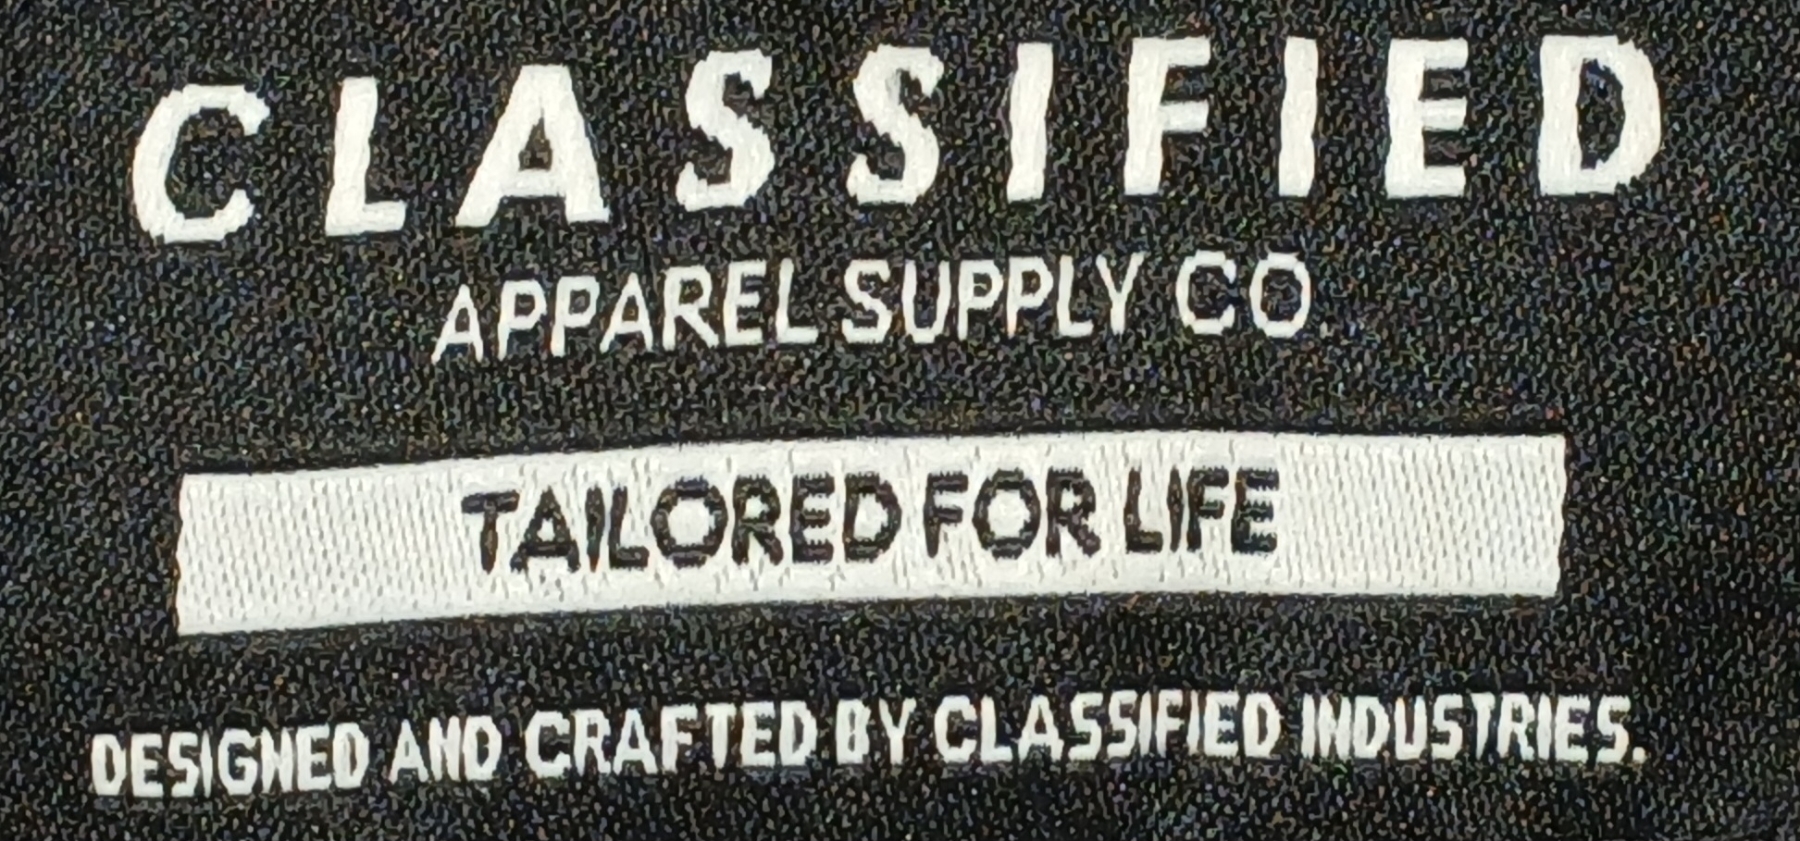 CLASSIFIED
APPAREL SUPPLY CO.
TAILORED FOR LIFE
DESIGNED AND CRAFTED BY CLASSIFIED INDUSTRIES.